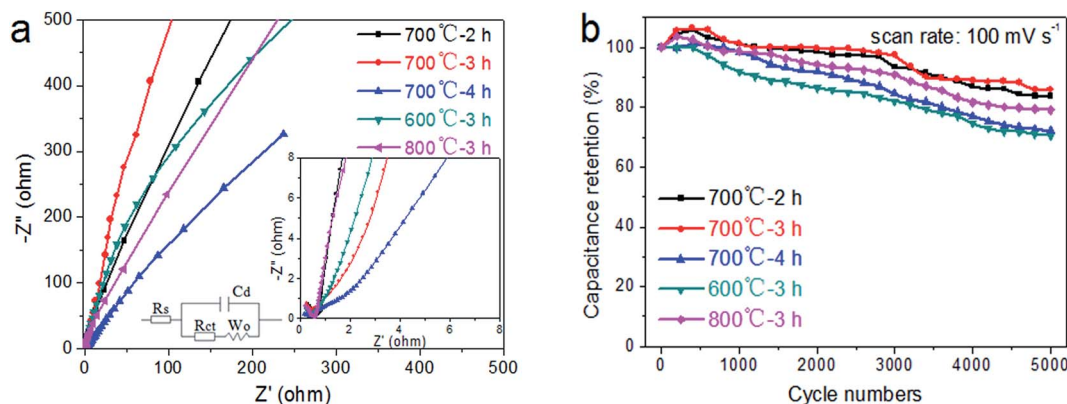 a
500
400
300
200
100
0
-Z" (ohm)
0 50 100 150 200 250 300
Z' (ohm)
700℃-2 h
700℃-3 h
700℃-4 h
600℃-3 h
800℃-3 h
Rs
Cd
Rct
Wo
8
6
4
2
0
-Z" (ohm)
2 4 6 8
Z' (ohm)
b
scan rate: 100 mV s⁻¹
100
80
60
40
20
0
Capacitance retention (%)
700℃-2 h
700℃-3 h
700℃-4 h
600℃-3 h
800℃-3 h
0 1000 2000 3000 4000 5000
Cycle numbers